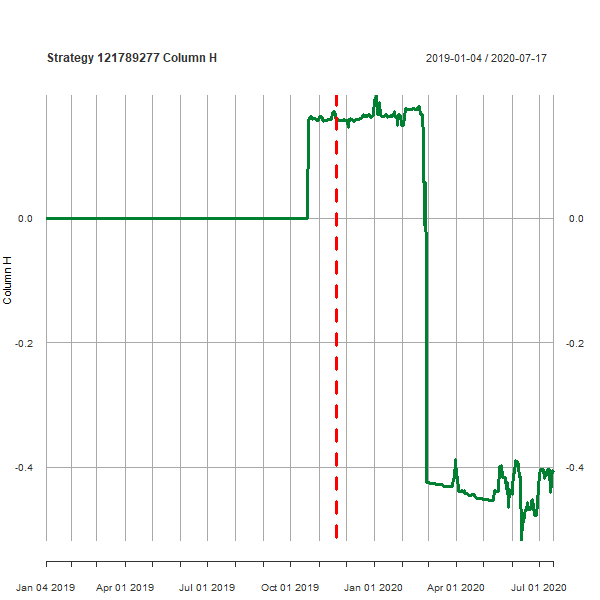 Strategy 121789277 Column H
2019-01-04 / 2020-07-17
0.0
0.0
-0.2
-0.2
-0.4
-0.4
Column H
Jan 04 2019
Apr 01 2019
Jul 01 2019
Oct 01 2019
Jan 01 2020
Apr 01 2020
Jul 01 2020